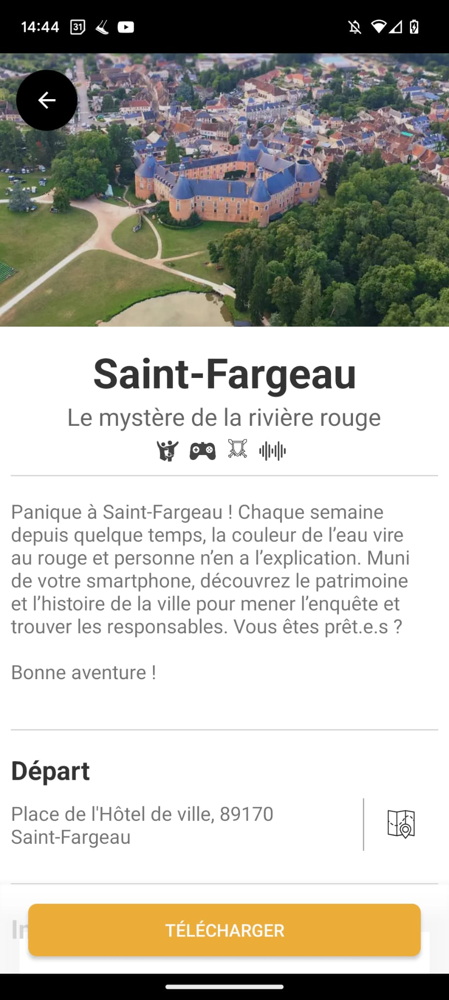 14:44 31
Saint-Fargeau
Le mystère de la rivière rouge
Panique à Saint-Fargeau ! Chaque semaine
depuis quelque temps, la couleur de l’eau vire
au rouge et personne n’en a l’explication. Muni
de votre smartphone, découvrez le patrimoine
et l’histoire de la ville pour mener l’enquête et
trouver les responsables. Vous êtes prêt.e.s ?
Bonne aventure !
Départ
Place de l'Hôtel de ville, 89170
Saint-Fargeau
TÉLÉCHARGER